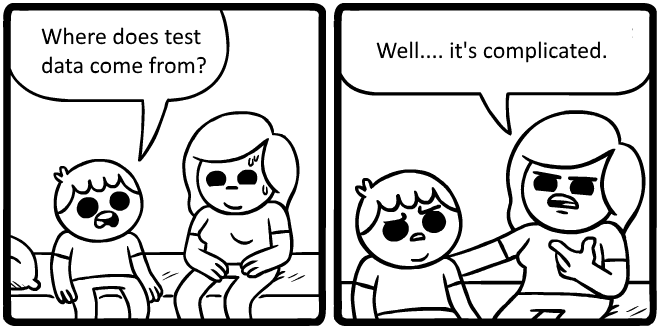 Where does test
data come from?
Well.... it's complicated.